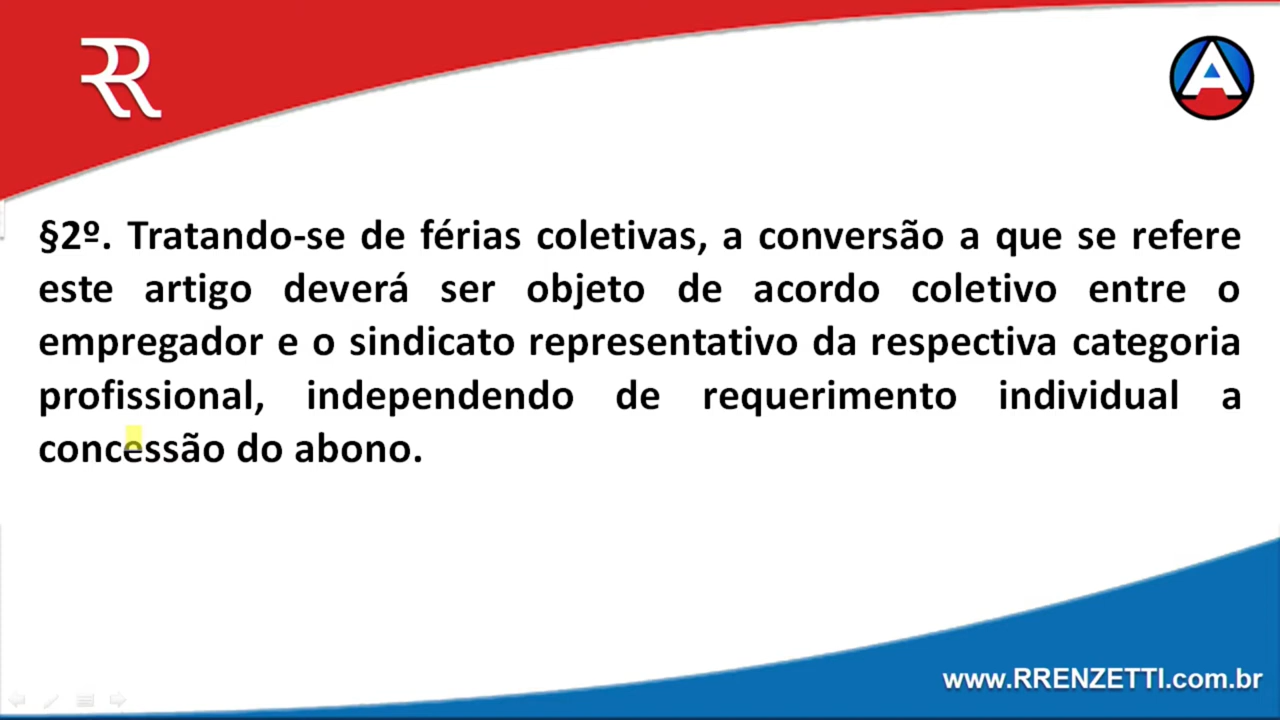 RR
A
§2º. Tratando-se de férias coletivas, a conversão a que se refere
este artigo deverá ser objeto de acordo coletivo entre o
empregador e o sindicato representativo da respectiva categoria
profissional, independendo de requerimento individual a
concessão do abono.
www.RRENZETTI.com.br